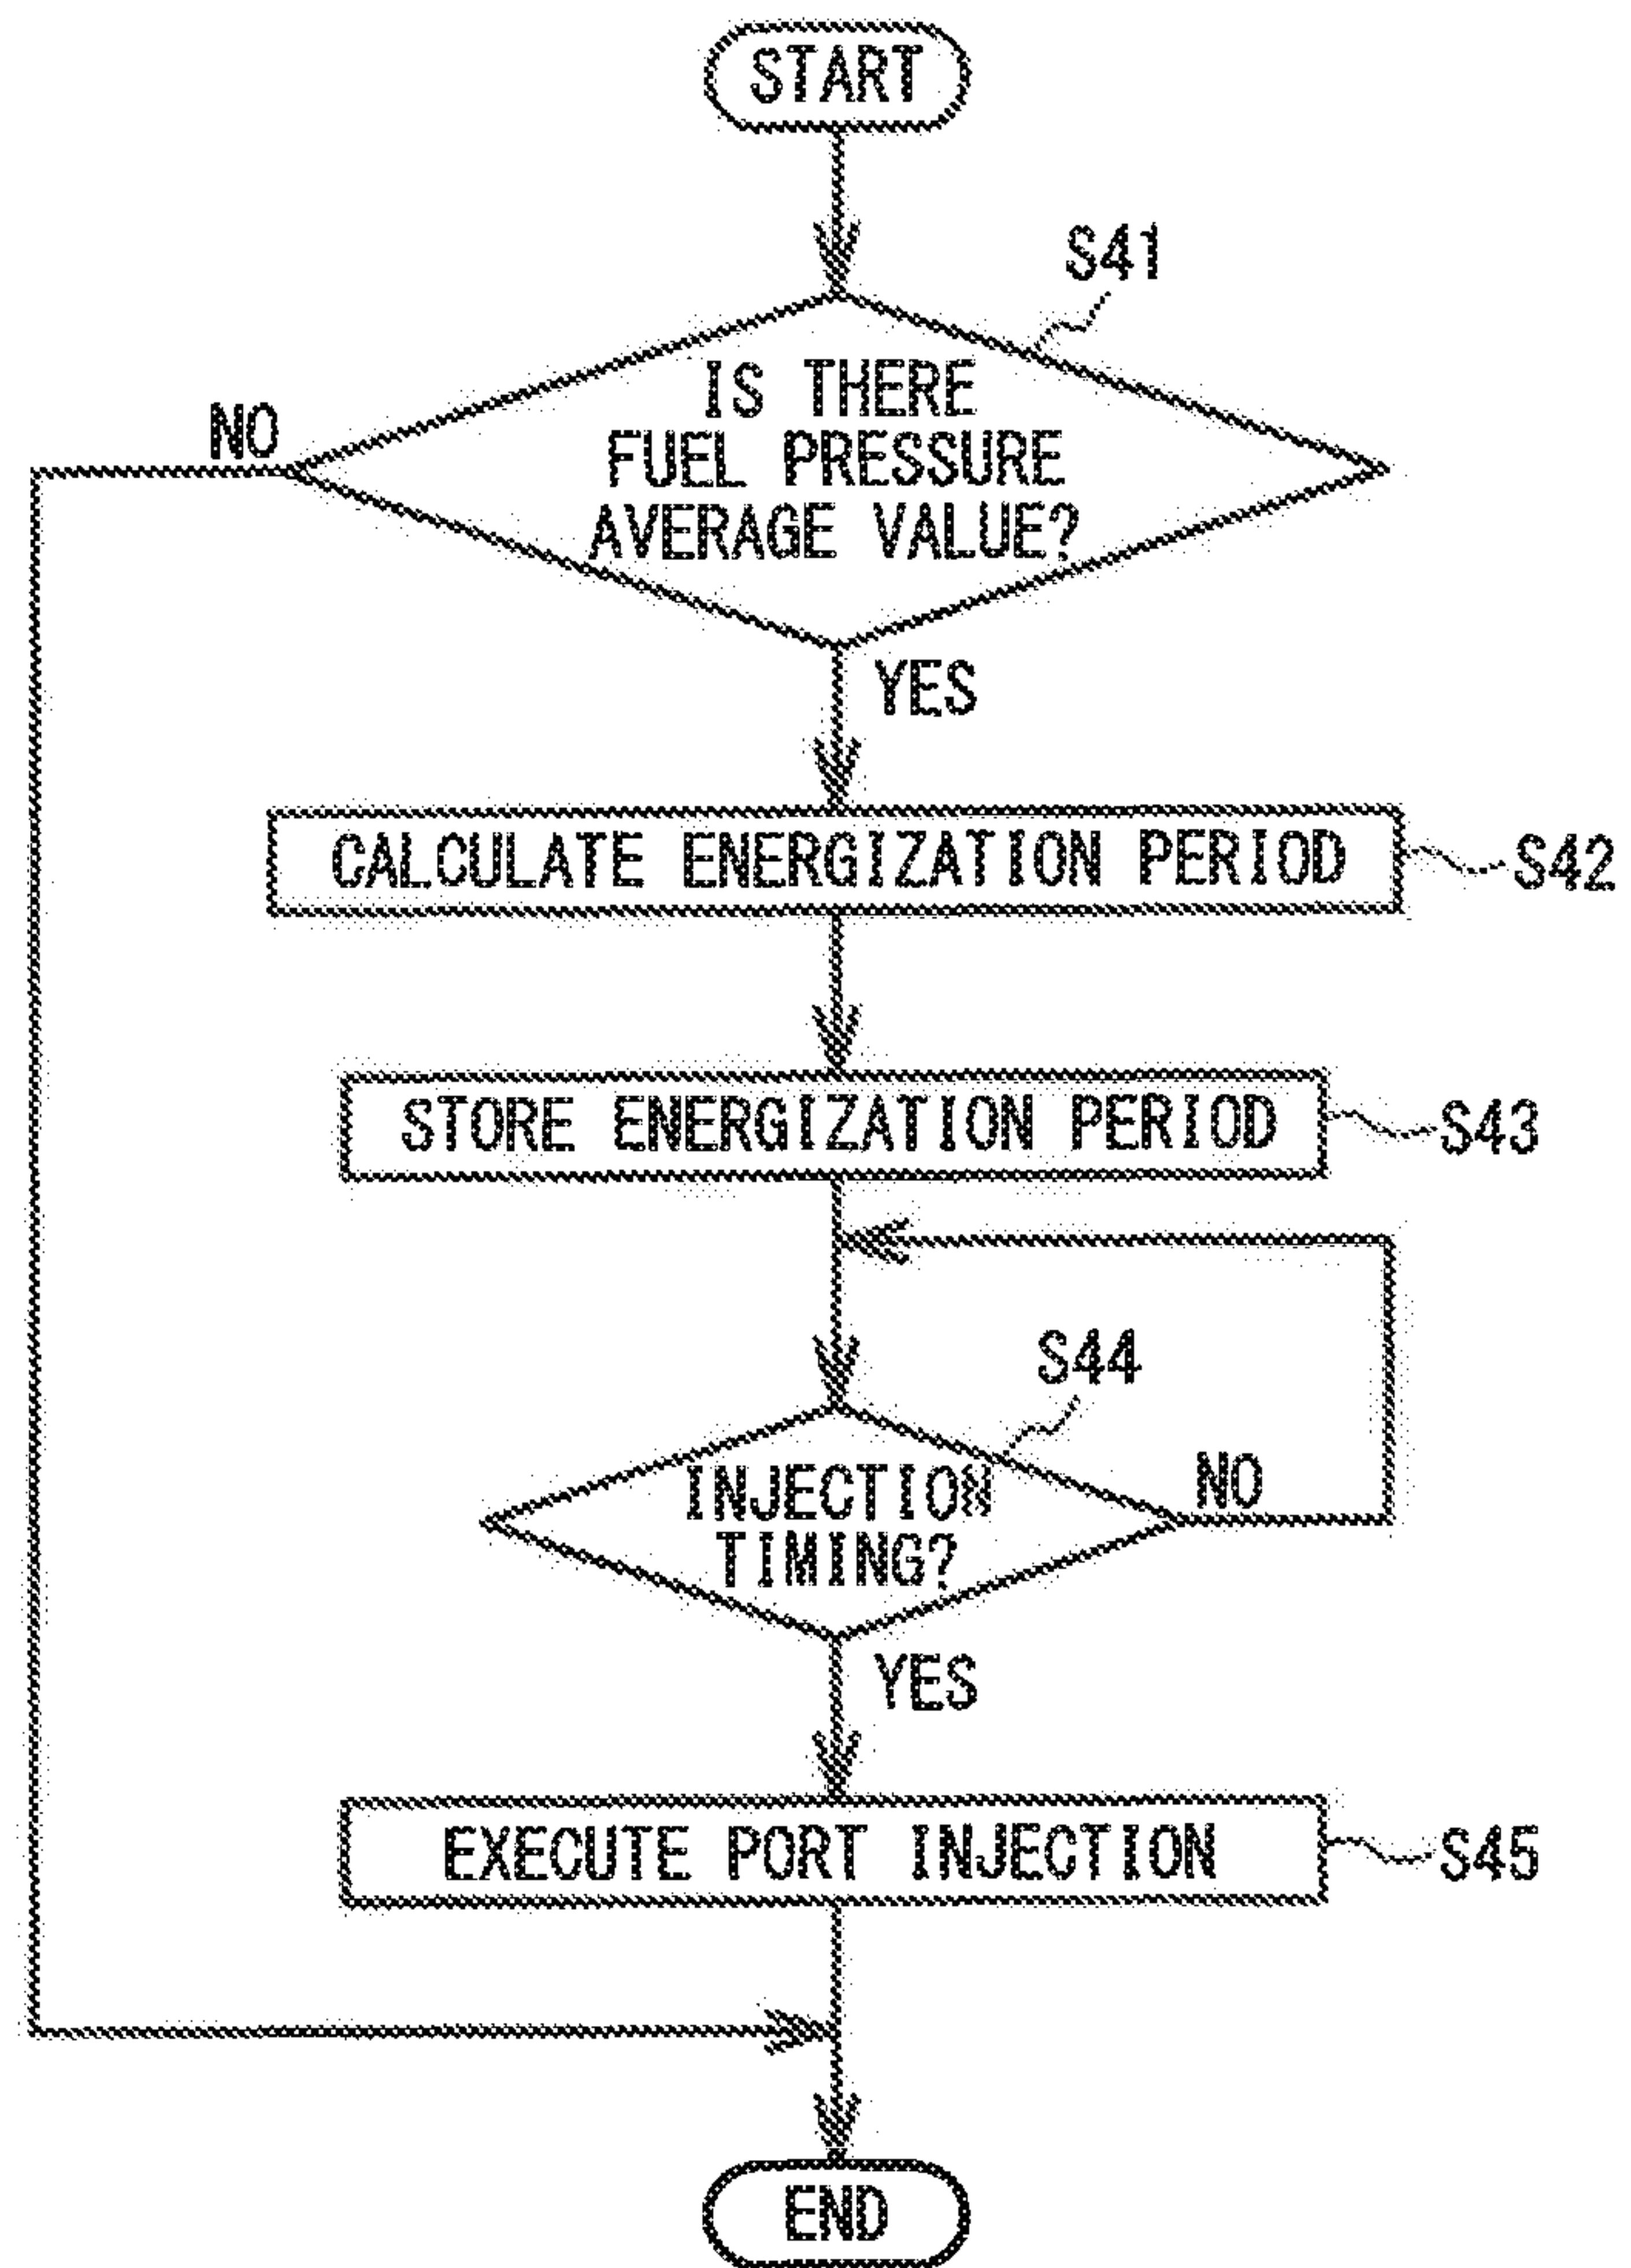 START
S41
IS THERE
FUEL PRESSURE
AVERAGE VALUE?
NO
YES
CALCULATE ENERGIZATION PERIOD
S42
STORE ENERGIZATION PERIOD
S43
S44
INJECTION
TIMING?
NO
YES
EXECUTE PORT INJECTION
S45
END